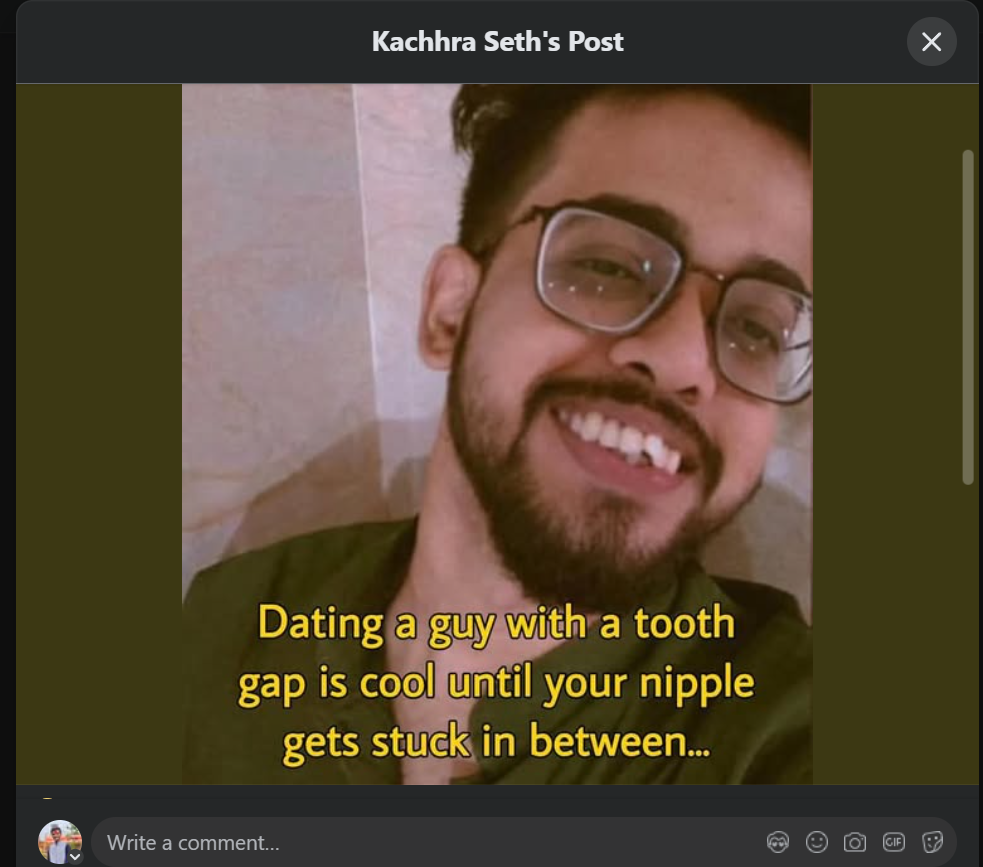 Kachhra Seth's Post
Dating a guy with a tooth
gap is cool until your nipple
gets stuck in between...
Write a comment...
GIF